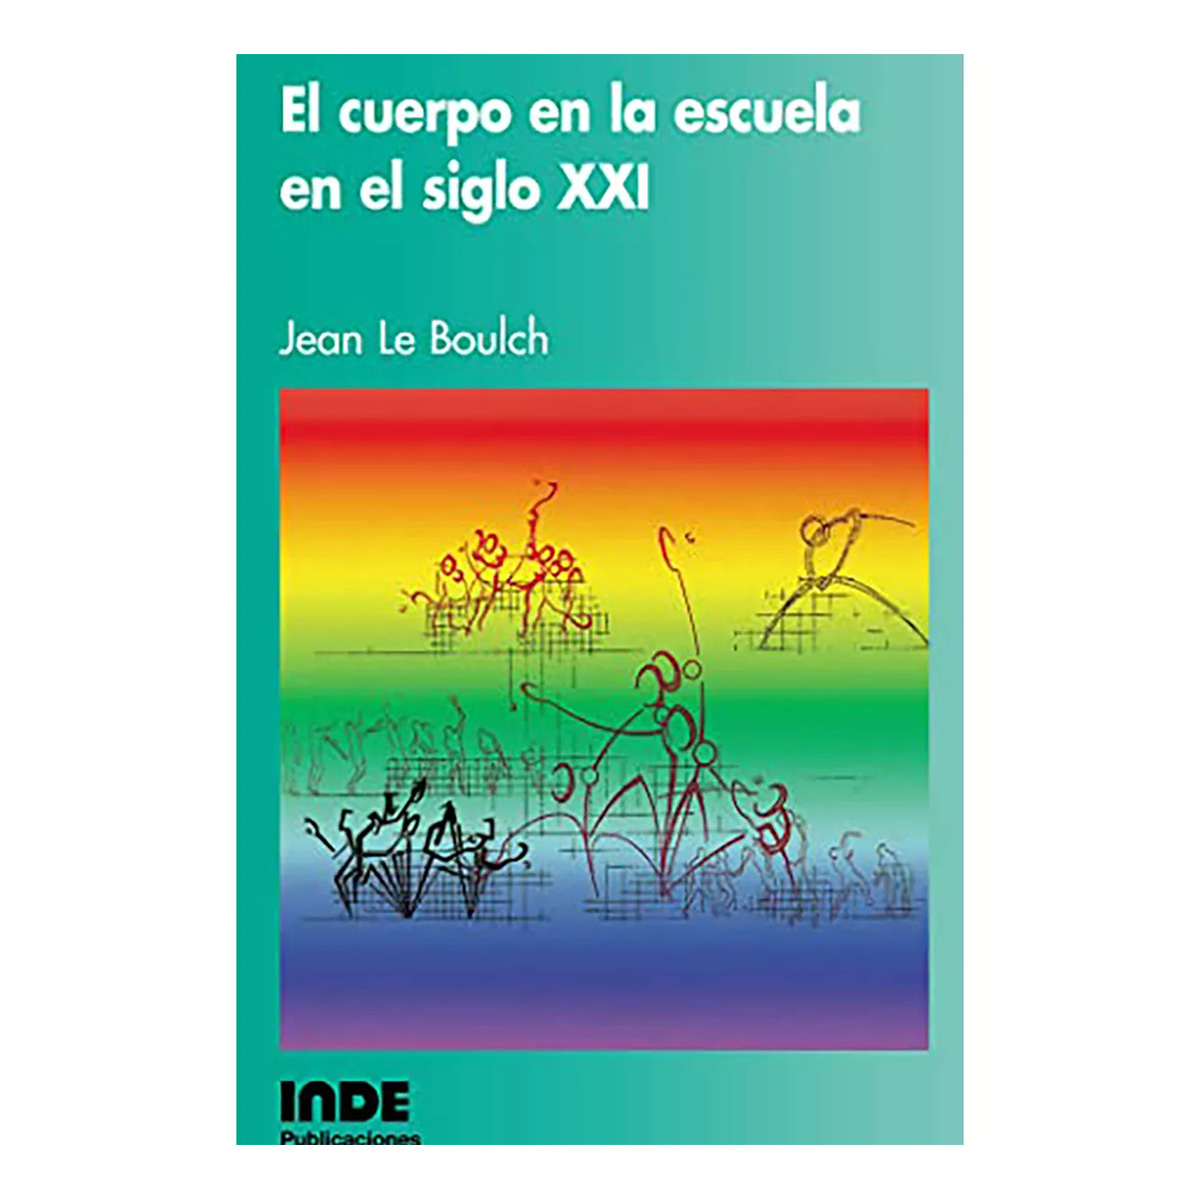 El cuerpo en la escuela
en el siglo XXI
Jean Le Boulch
INDE
Publicaciones